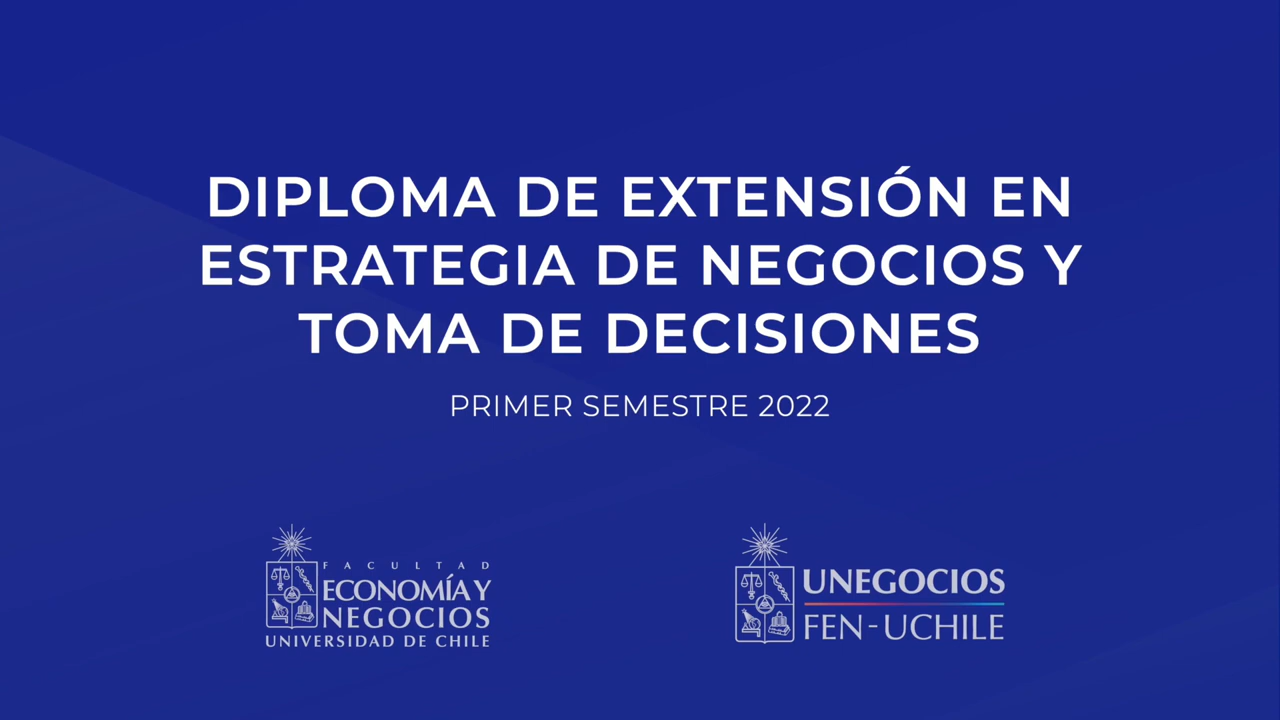 DIPLOMA DE EXTENSIÓN EN
ESTRATEGIA DE NEGOCIOS Y
TOMA DE DECISIONES
PRIMER SEMESTRE 2022
FACULTAD
ECONOMÍA Y
NEGOCIOS
UNIVERSIDAD DE CHILE
UNEGOCIOS
FEN-UCHILE